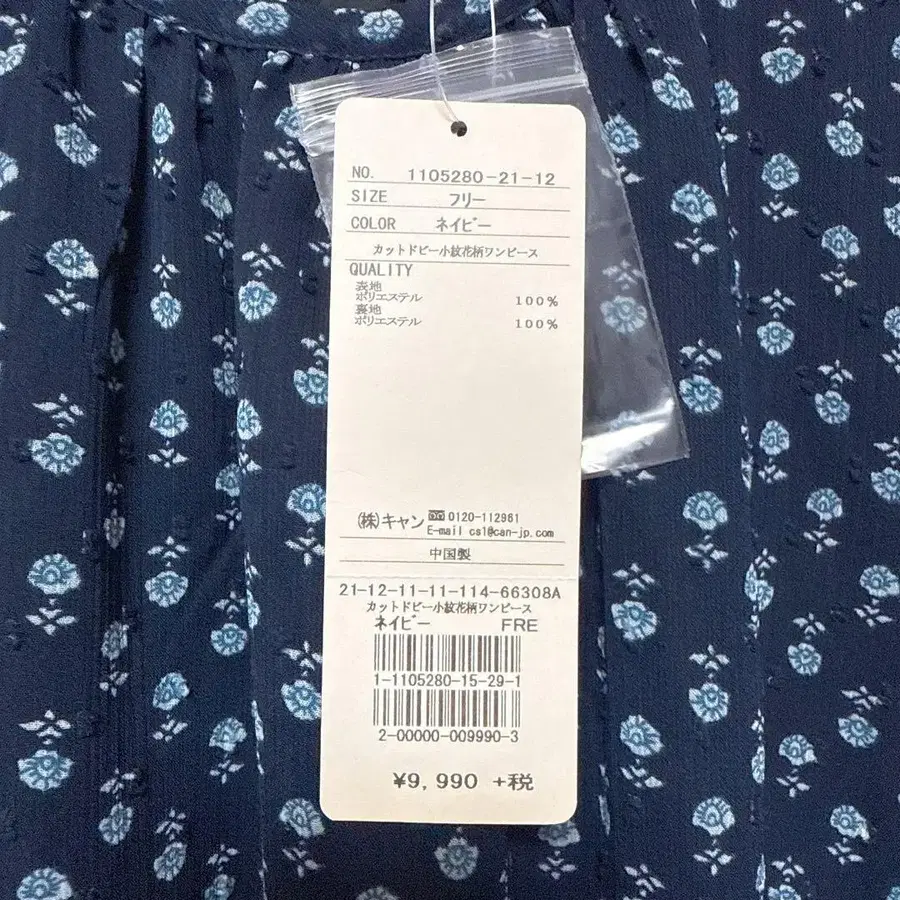 NO. 1105280-21-12
SIZE フリー
COLOR ネイビー
カットドビー小紋花柄ワンピース
QUALITY
表地
ポリエステル 100%
裏地
ポリエステル 100%
(株)キャン 0120-112961
E-mail cs1@can-jp.com
中国製
21-12-11-11-114-66308A
カットドビー小紋花柄ワンピース
ネイビー FRE
1-1105280-15-29-1
2-00000-009990-3
¥9,990 +税